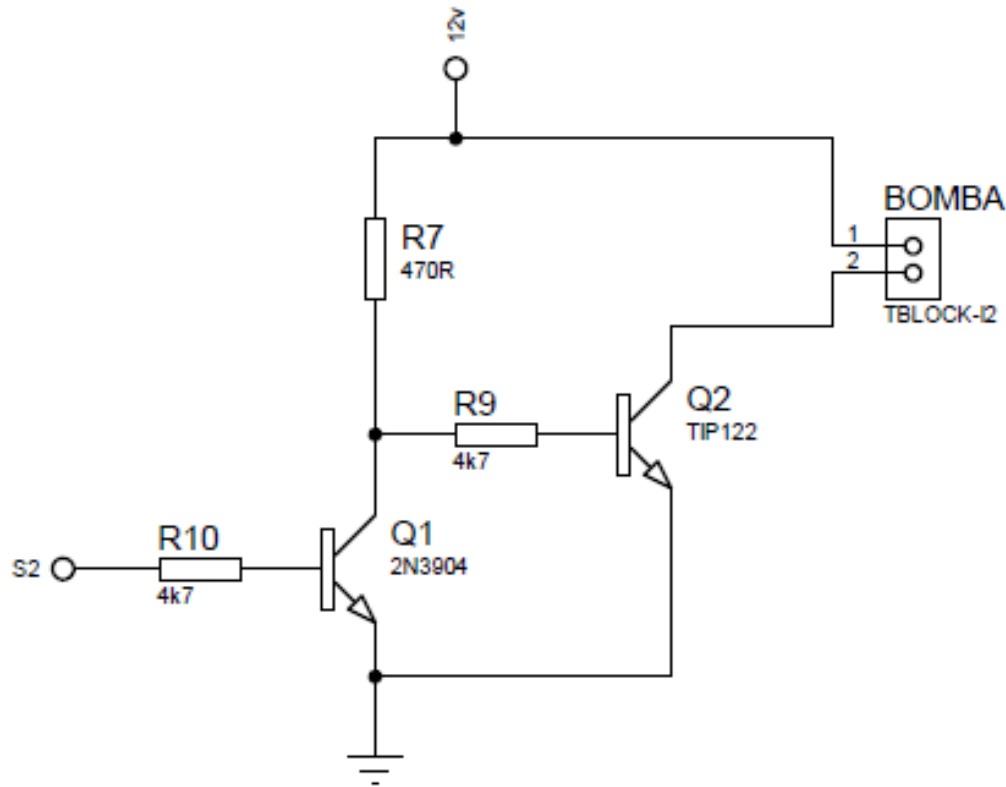 12v
BOMBA
1
2
TBLOCK-I2
R7
470R
R9
4k7
Q2
TIP122
R10
4k7
Q1
2N3904
S2